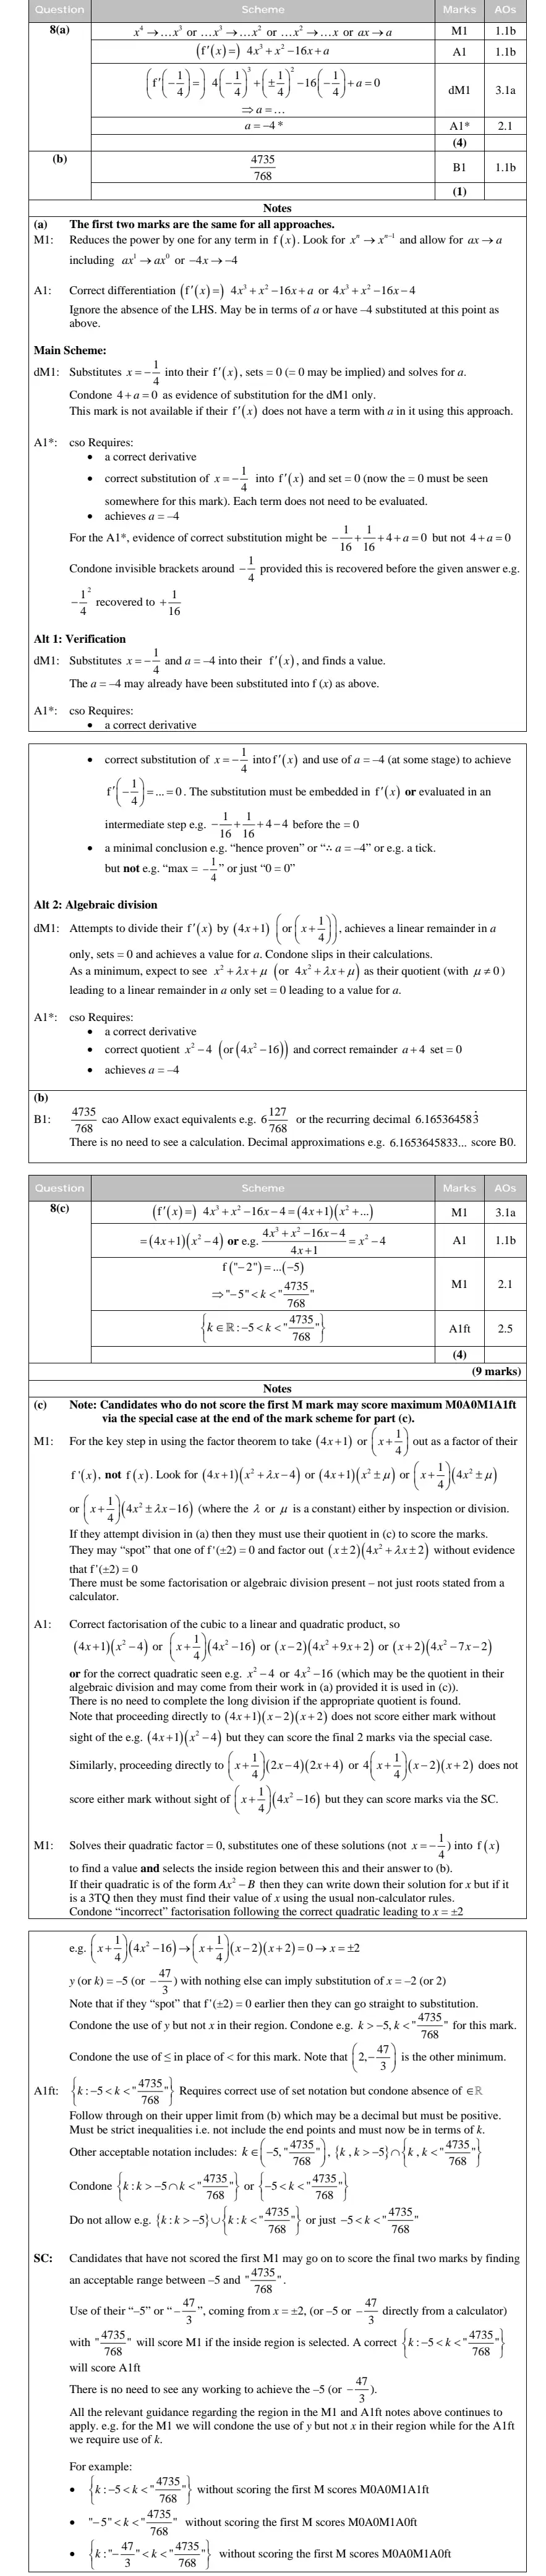 Question Scheme Marks AOs
8(a) x⁴ → …x³ or …x³ → …x² or …x² → …x or ax → a M1 1.1b
(f′(x) =) 4x³ + x² − 16x + a A1 1.1b
(f′(−1/4) =) 4(−1/4)³ + (±1/4)² − 16(−1/4) + a = 0
⇒ a = … dM1 3.1a
a = −4 * A1* 2.1
(4)
(b) 4735/768 B1 1.1b
(1)
Notes
(a) The first two marks are the same for all approaches.
M1: Reduces the power by one for any term in f(x). Look for xⁿ → xⁿ⁻¹ and allow for ax → a
including ax¹ → ax⁰ or −4x → −4
A1: Correct differentiation (f′(x) =) 4x³ + x² − 16x + a or 4x³ + x² − 16x − 4
Ignore the absence of the LHS. May be in terms of a or have −4 substituted at this point as
above.
Main Scheme:
dM1: Substitutes x = −1/4 into their f′(x), sets = 0 (= 0 may be implied) and solves for a.
Condone 4 + a = 0 as evidence of substitution for the dM1 only.
This mark is not available if their f′(x) does not have a term with a in it using this approach.
A1*: cso Requires:
• a correct derivative
• correct substitution of x = −1/4 into f′(x) and set = 0 (now the = 0 must be seen
somewhere for this mark). Each term does not need to be evaluated.
• achieves a = −4
For the A1*, evidence of correct substitution might be −1/16 + 1/16 + 4 + a = 0 but not 4 + a = 0
Condone invisible brackets around −1/4 provided this is recovered before the given answer e.g.
−1/4² recovered to +1/16
Alt 1: Verification
dM1: Substitutes x = −1/4 and a = −4 into their f′(x), and finds a value.
The a = −4 may already have been substituted into f (x) as above.
A1*: cso Requires:
• a correct derivative
• correct substitution of x = −1/4 into f′(x) and use of a = −4 (at some stage) to achieve
f′(−1/4) = ... = 0. The substitution must be embedded in f′(x) or evaluated in an
intermediate step e.g. −1/16 + 1/16 + 4 − 4 before the = 0
• a minimal conclusion e.g. “hence proven” or “∴ a = −4” or e.g. a tick.
but not e.g. “max = −1/4” or just “0 = 0”
Alt 2: Algebraic division
dM1: Attempts to divide their f′(x) by (4x + 1) (or (x + 1/4)), achieves a linear remainder in a
only, sets = 0 and achieves a value for a. Condone slips in their calculations.
As a minimum, expect to see x² + λx + μ (or 4x² + λx + μ) as their quotient (with μ ≠ 0)
leading to a linear remainder in a only set = 0 leading to a value for a.
A1*: cso Requires:
• a correct derivative
• correct quotient x² − 4 (or (4x² − 16)) and correct remainder a + 4 set = 0
• achieves a = −4
(b)
B1: 4735/768 cao Allow exact equivalents e.g. 6 127/768 or the recurring decimal 6.165364583̇
There is no need to see a calculation. Decimal approximations e.g. 6.1653645833... score B0.
Question Scheme Marks AOs
8(c) (f′(x) =) 4x³ + x² − 16x − 4 = (4x + 1)(x² + ...) M1 3.1a
= (4x + 1)(x² − 4) or e.g. (4x³ + x² − 16x − 4)/(4x + 1) = x² − 4 A1 1.1b
f("−2") = ...(−5)
⇒ "−5" < k < "4735/768" M1 2.1
{k ∈ ℝ : −5 < k < "4735/768"} A1ft 2.5
(4)
(9 marks)
Notes
(c) Note: Candidates who do not score the first M mark may score maximum M0A0M1A1ft
via the special case at the end of the mark scheme for part (c).
M1: For the key step in using the factor theorem to take (4x + 1) or (x + 1/4) out as a factor of their
f′(x), not f(x). Look for (4x + 1)(x² + λx − 4) or (4x + 1)(x² ± μ) or (x + 1/4)(4x² ± μ)
or (x + 1/4)(4x² ± λx − 16) (where the λ or μ is a constant) either by inspection or division.
If they attempt division in (a) then they must use their quotient in (c) to score the marks.
They may “spot” that one of f′(±2) = 0 and factor out (x ± 2)(4x² + λx ± 2) without evidence
that f′(±2) = 0
There must be some factorisation or algebraic division present – not just roots stated from a
calculator.
A1: Correct factorisation of the cubic to a linear and quadratic product, so
(4x + 1)(x² − 4) or (x + 1/4)(4x² − 16) or (x − 2)(4x² + 9x + 2) or (x + 2)(4x² − 7x − 2)
or for the correct quadratic seen e.g. x² − 4 or 4x² − 16 (which may be the quotient in their
algebraic division and may come from their work in (a) provided it is used in (c)).
There is no need to complete the long division if the appropriate quotient is found.
Note that proceeding directly to (4x + 1)(x − 2)(x + 2) does not score either mark without
sight of the e.g. (4x + 1)(x² − 4) but they can score the final 2 marks via the special case.
Similarly, proceeding directly to (x + 1/4)(2x − 4)(2x + 4) or 4(x + 1/4)(x − 2)(x + 2) does not
score either mark without sight of (x + 1/4)(4x² − 16) but they can score marks via the SC.
M1: Solves their quadratic factor = 0, substitutes one of these solutions (not x = −1/4) into f(x)
to find a value and selects the inside region between this and their answer to (b).
If their quadratic is of the form Ax² − B then they can write down their solution for x but if it
is a 3TQ then they must find their value of x using the usual non-calculator rules.
Condone “incorrect” factorisation following the correct quadratic leading to x = ±2
e.g. (x + 1/4)(4x² − 16) → (x + 1/4)(x − 2)(x + 2) = 0 → x = ±2
y (or k) = −5 (or −47/3) with nothing else can imply substitution of x = −2 (or 2)
Note that if they “spot” that f′(±2) = 0 earlier then they can go straight to substitution.
Condone the use of y but not x in their region. Condone e.g. k > −5, k < "4735/768" for this mark.
Condone the use of ≤ in place of < for this mark. Note that (2, −47/3) is the other minimum.
A1ft: {k : −5 < k < "4735/768"} Requires correct use of set notation but condone absence of ∈ ℝ
Follow through on their upper limit from (b) which may be a decimal but must be positive.
Must be strict inequalities i.e. not include the end points and must now be in terms of k.
Other acceptable notation includes: k ∈ (−5, "4735/768"), {k, k > −5} ∩ {k, k < "4735/768"}
Condone {k : k > −5 ∩ k < "4735/768"} or {−5 < k < "4735/768"}
Do not allow e.g. {k : k > −5} ∪ {k : k < "4735/768"} or just −5 < k < "4735/768"
SC: Candidates that have not scored the first M1 may go on to score the final two marks by finding
an acceptable range between −5 and "4735/768".
Use of their “−5” or “−47/3”, coming from x = ±2, (or −5 or −47/3 directly from a calculator)
with "4735/768" will score M1 if the inside region is selected. A correct {k : −5 < k < "4735/768"}
will score A1ft
There is no need to see any working to achieve the −5 (or −47/3).
All the relevant guidance regarding the region in the M1 and A1ft notes above continues to
apply. e.g. for the M1 we will condone the use of y but not x in their region while for the A1ft
we require use of k.
For example:
• {k : −5 < k < "4735/768"} without scoring the first M scores M0A0M1A1ft
• "−5" < k < "4735/768" without scoring the first M scores M0A0M1A0ft
• {k : "−47/3" < k < "4735/768"} without scoring the first M scores M0A0M1A0ft